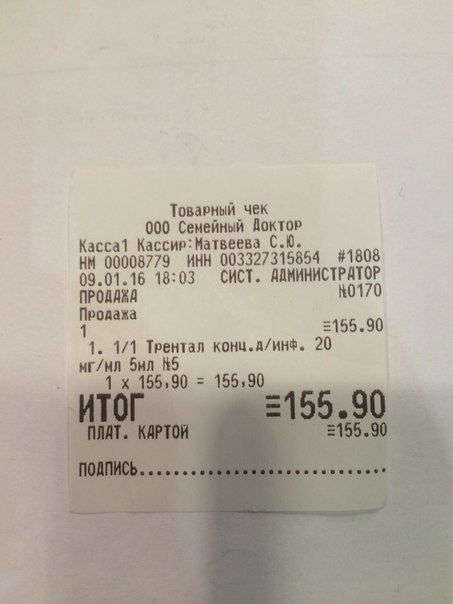 Товарный чек
ООО Семейный Доктор
Касса1 Кассир:Матвеева С.Ю.
НМ 00008779 ИНН 003327315854 #1808
09.01.16 18:03 СИСТ. АДМИНИСТРАТОР
ПРОДАЖА №0170
Продажа
1 ≡155.90
1. 1/1 Трентал конц.д/инф. 20
мг/мл 5мл №5
1 x 155,90 = 155,90
ИТОГ ≡155.90
ПЛАТ. КАРТОЙ ≡155.90
ПОДПИСЬ..............................